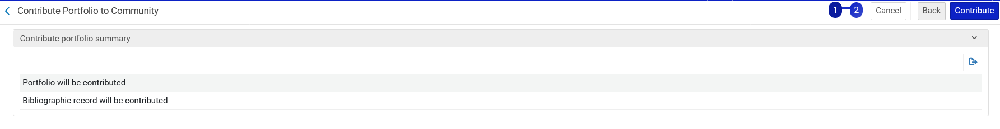 Contribute Portfolio to Community
1
2
Cancel
Back
Contribute
Contribute portfolio summary
Portfolio will be contributed
Bibliographic record will be contributed